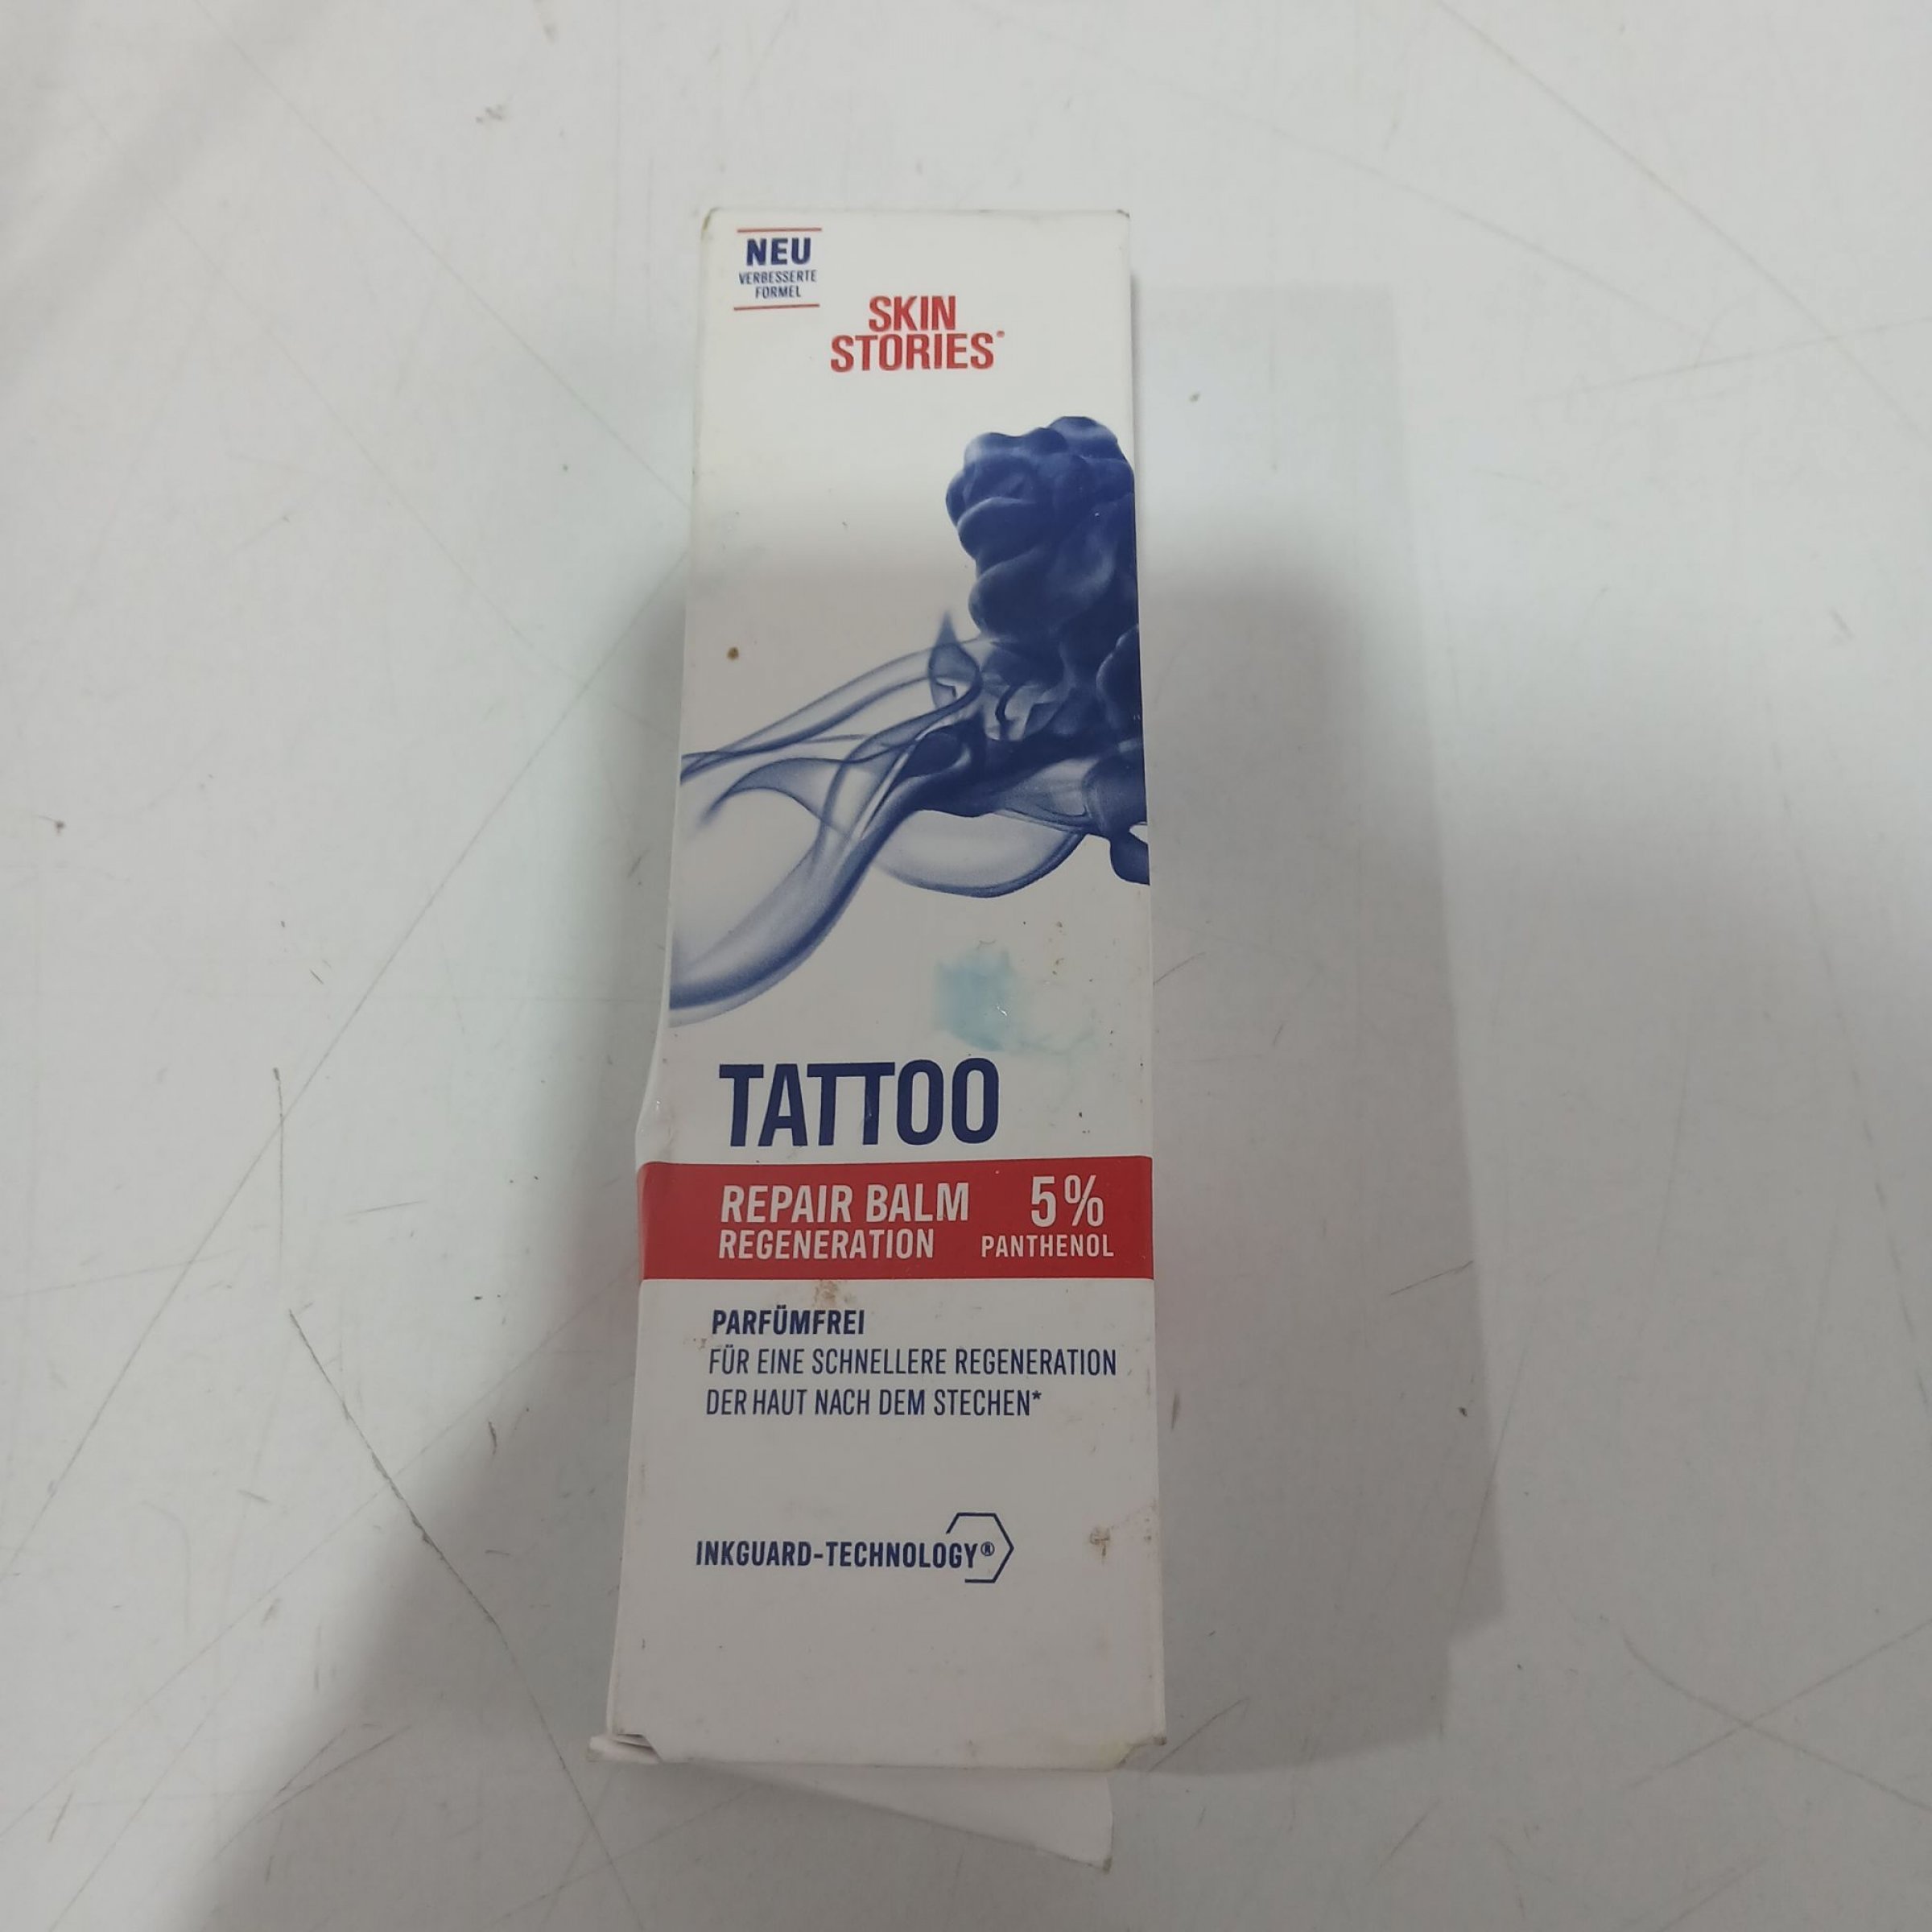 NEU
VERBESSERTE
FORMEL
SKIN
STORIES®
TATTOO
REPAIR BALM 5%
REGENERATION PANTHENOL
PARFÜMFREI
FÜR EINE SCHNELLERE REGENERATION
DER HAUT NACH DEM STECHEN*
INKGUARD-TECHNOLOGY®